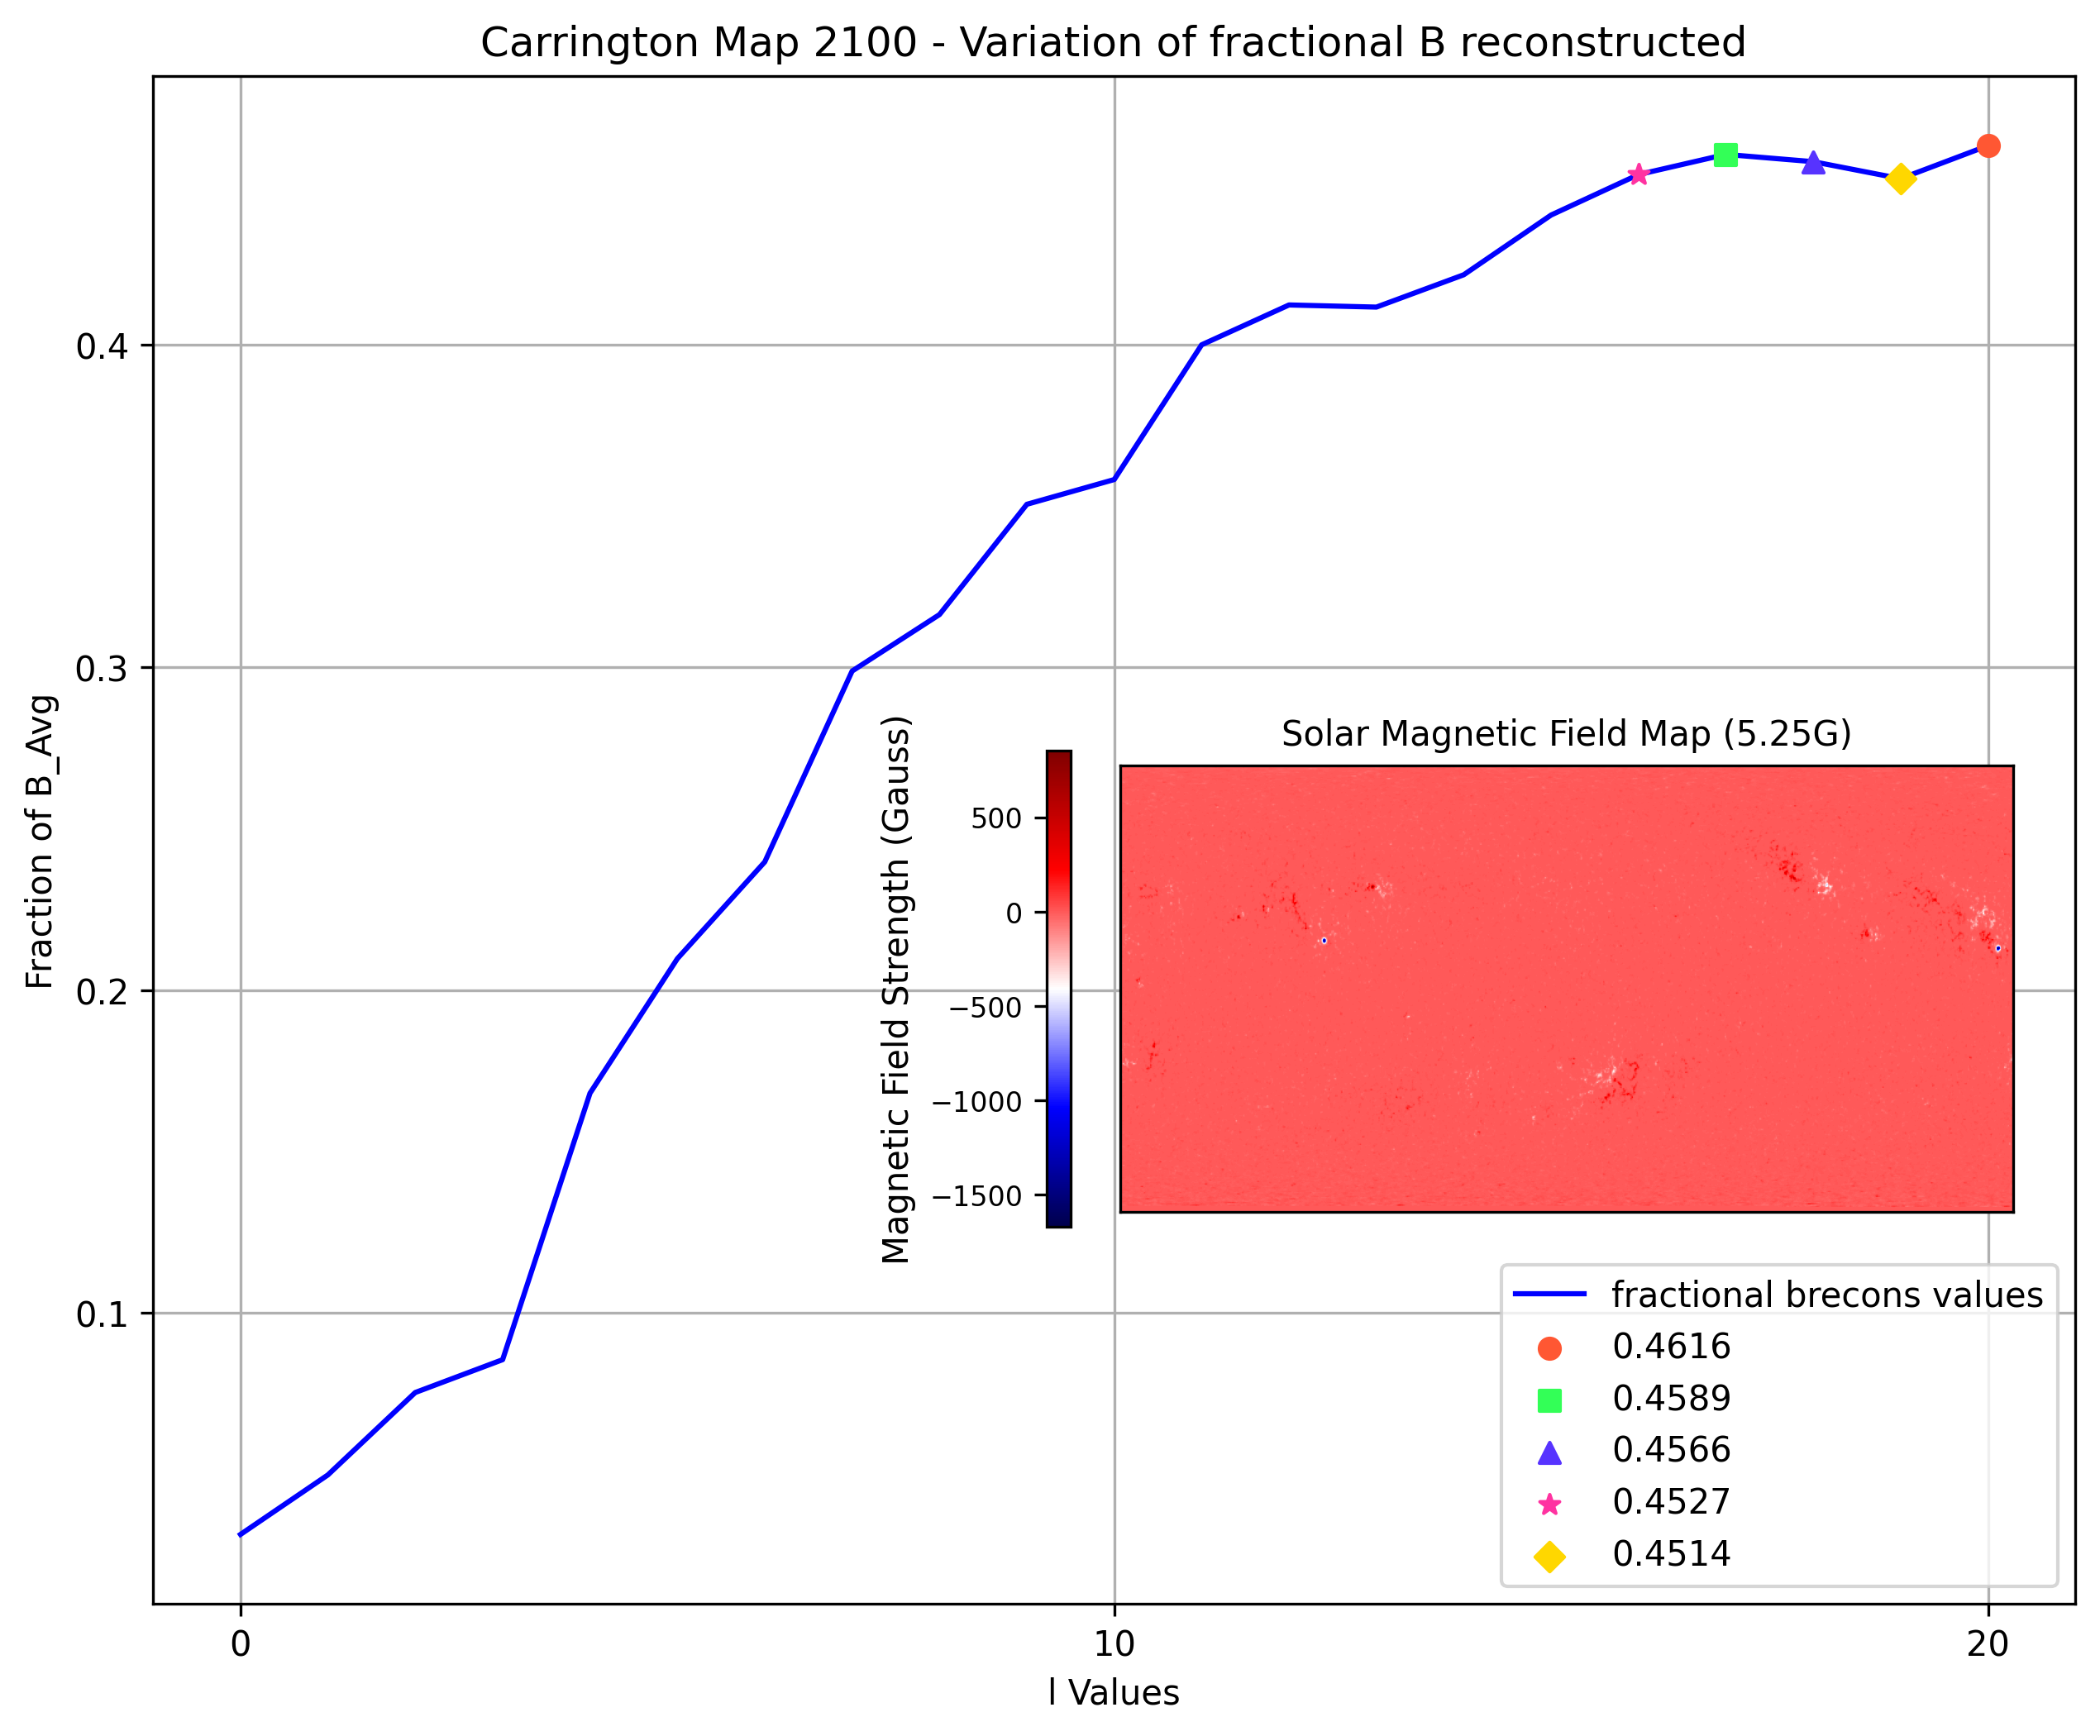 Carrington Map 2100 - Variation of fractional B reconstructed
Fraction of B_Avg
0.4
0.3
0.2
0.1
Magnetic Field Strength (Gauss)
500
0
−500
−1000
−1500
Solar Magnetic Field Map (5.25G)
fractional brecons values
0.4616
0.4589
0.4566
0.4527
0.4514
0
10
20
l Values